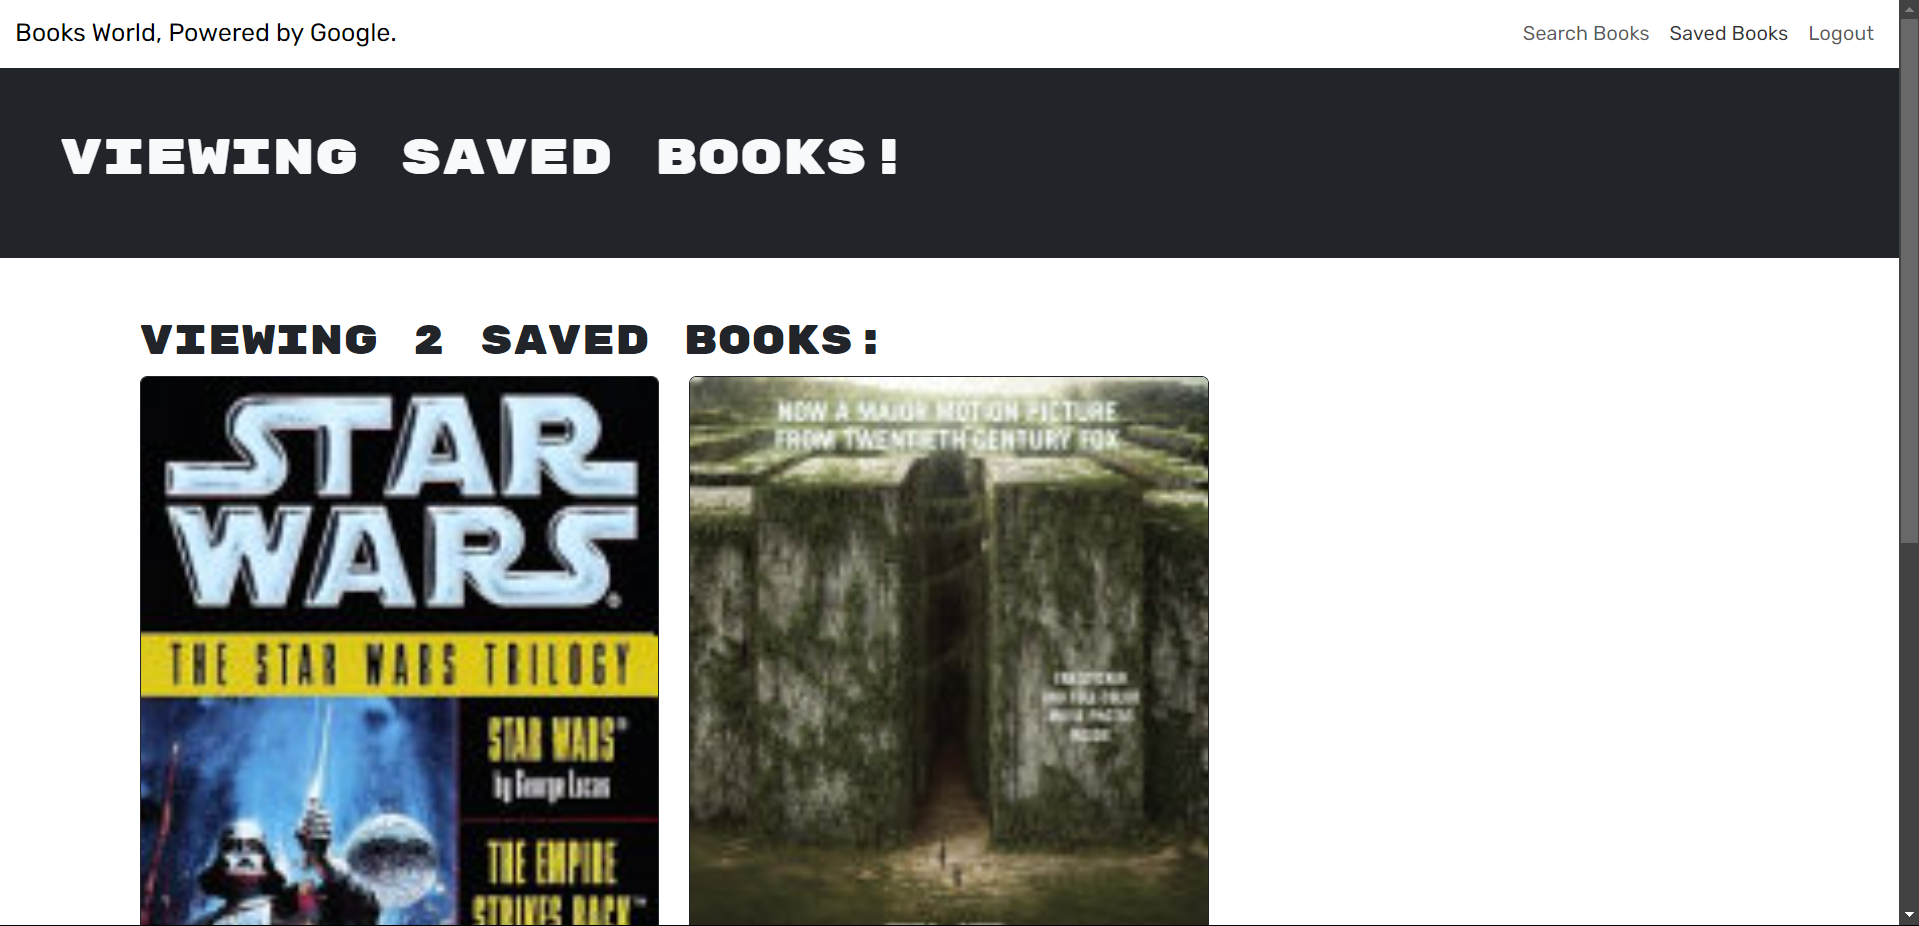 Books World, Powered by Google.
Search Books Saved Books Logout
VIEWING SAVED BOOKS!
VIEWING 2 SAVED BOOKS:
STAR
WARS®
THE STAR WARS TRILOGY
STAR WARS®
by George Lucas
THE EMPIRE
STRIKES BACK™
NOW A MAJOR MOTION PICTURE
FROM TWENTIETH CENTURY FOX
INSIDE